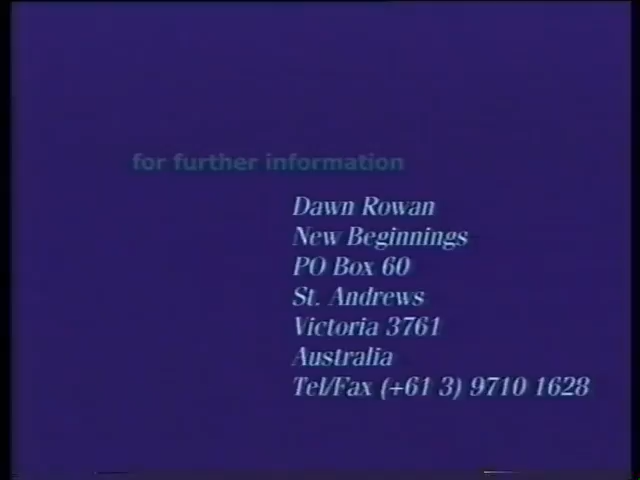 for further information
Dawn Rowan
New Beginnings
PO Box 60
St. Andrews
Victoria 3761
Australia
Tel/Fax (+61 3) 9710 1628